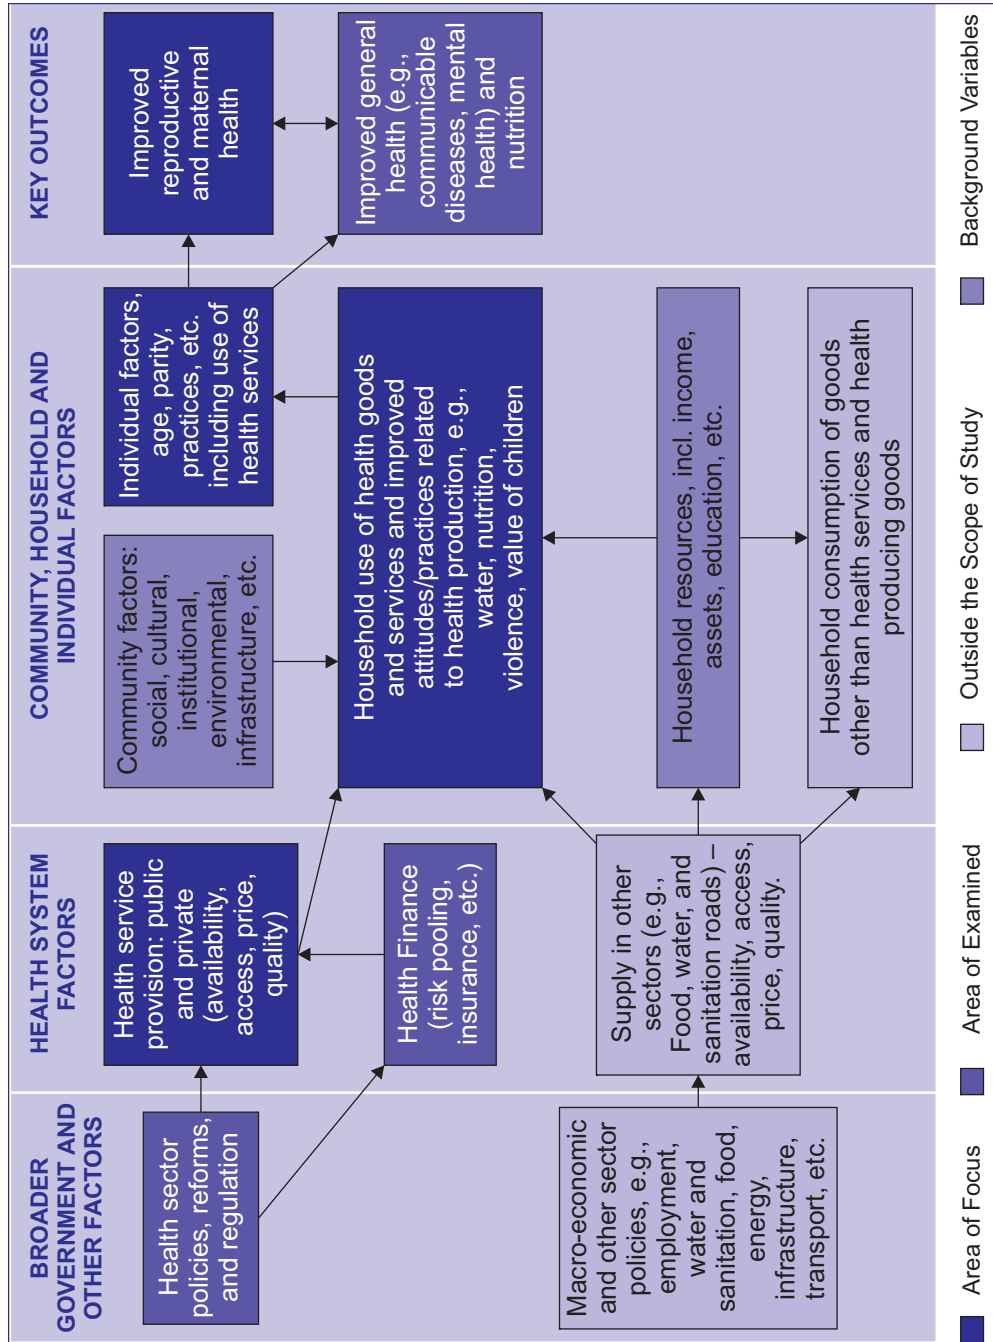 BROADER
GOVERNMENT AND
OTHER FACTORS
Health sector
policies, reforms,
and regulation
Macro-economic
and other sector
policies, e.g.,
employment,
water and
sanitation, food,
energy,
infrastructure,
transport, etc.
HEALTH SYSTEM
FACTORS
Health service
provision: public
and private
(availability,
access, price,
quality)
Health Finance
(risk pooling,
insurance, etc.)
Supply in other
sectors (e.g.,
Food, water, and
sanitation roads) –
availability, access,
price, quality.
COMMUNITY, HOUSEHOLD AND
INDIVIDUAL FACTORS
Community factors:
social, cultural,
institutional,
environmental,
infrastructure, etc.
Individual factors,
age, parity,
practices, etc.
including use of
health services
Household use of health goods
and services and improved
attitudes/practices related
to health production, e.g.,
water, nutrition,
violence, value of children
Household resources, incl. income,
assets, education, etc.
Household consumption of goods
other than health services and health
producing goods
KEY OUTCOMES
Improved
reproductive
and maternal
health
Improved general
health (e.g.,
communicable
diseases, mental
health) and
nutrition
Area of Focus
Area of Examined
Outside the Scope of Study
Background Variables